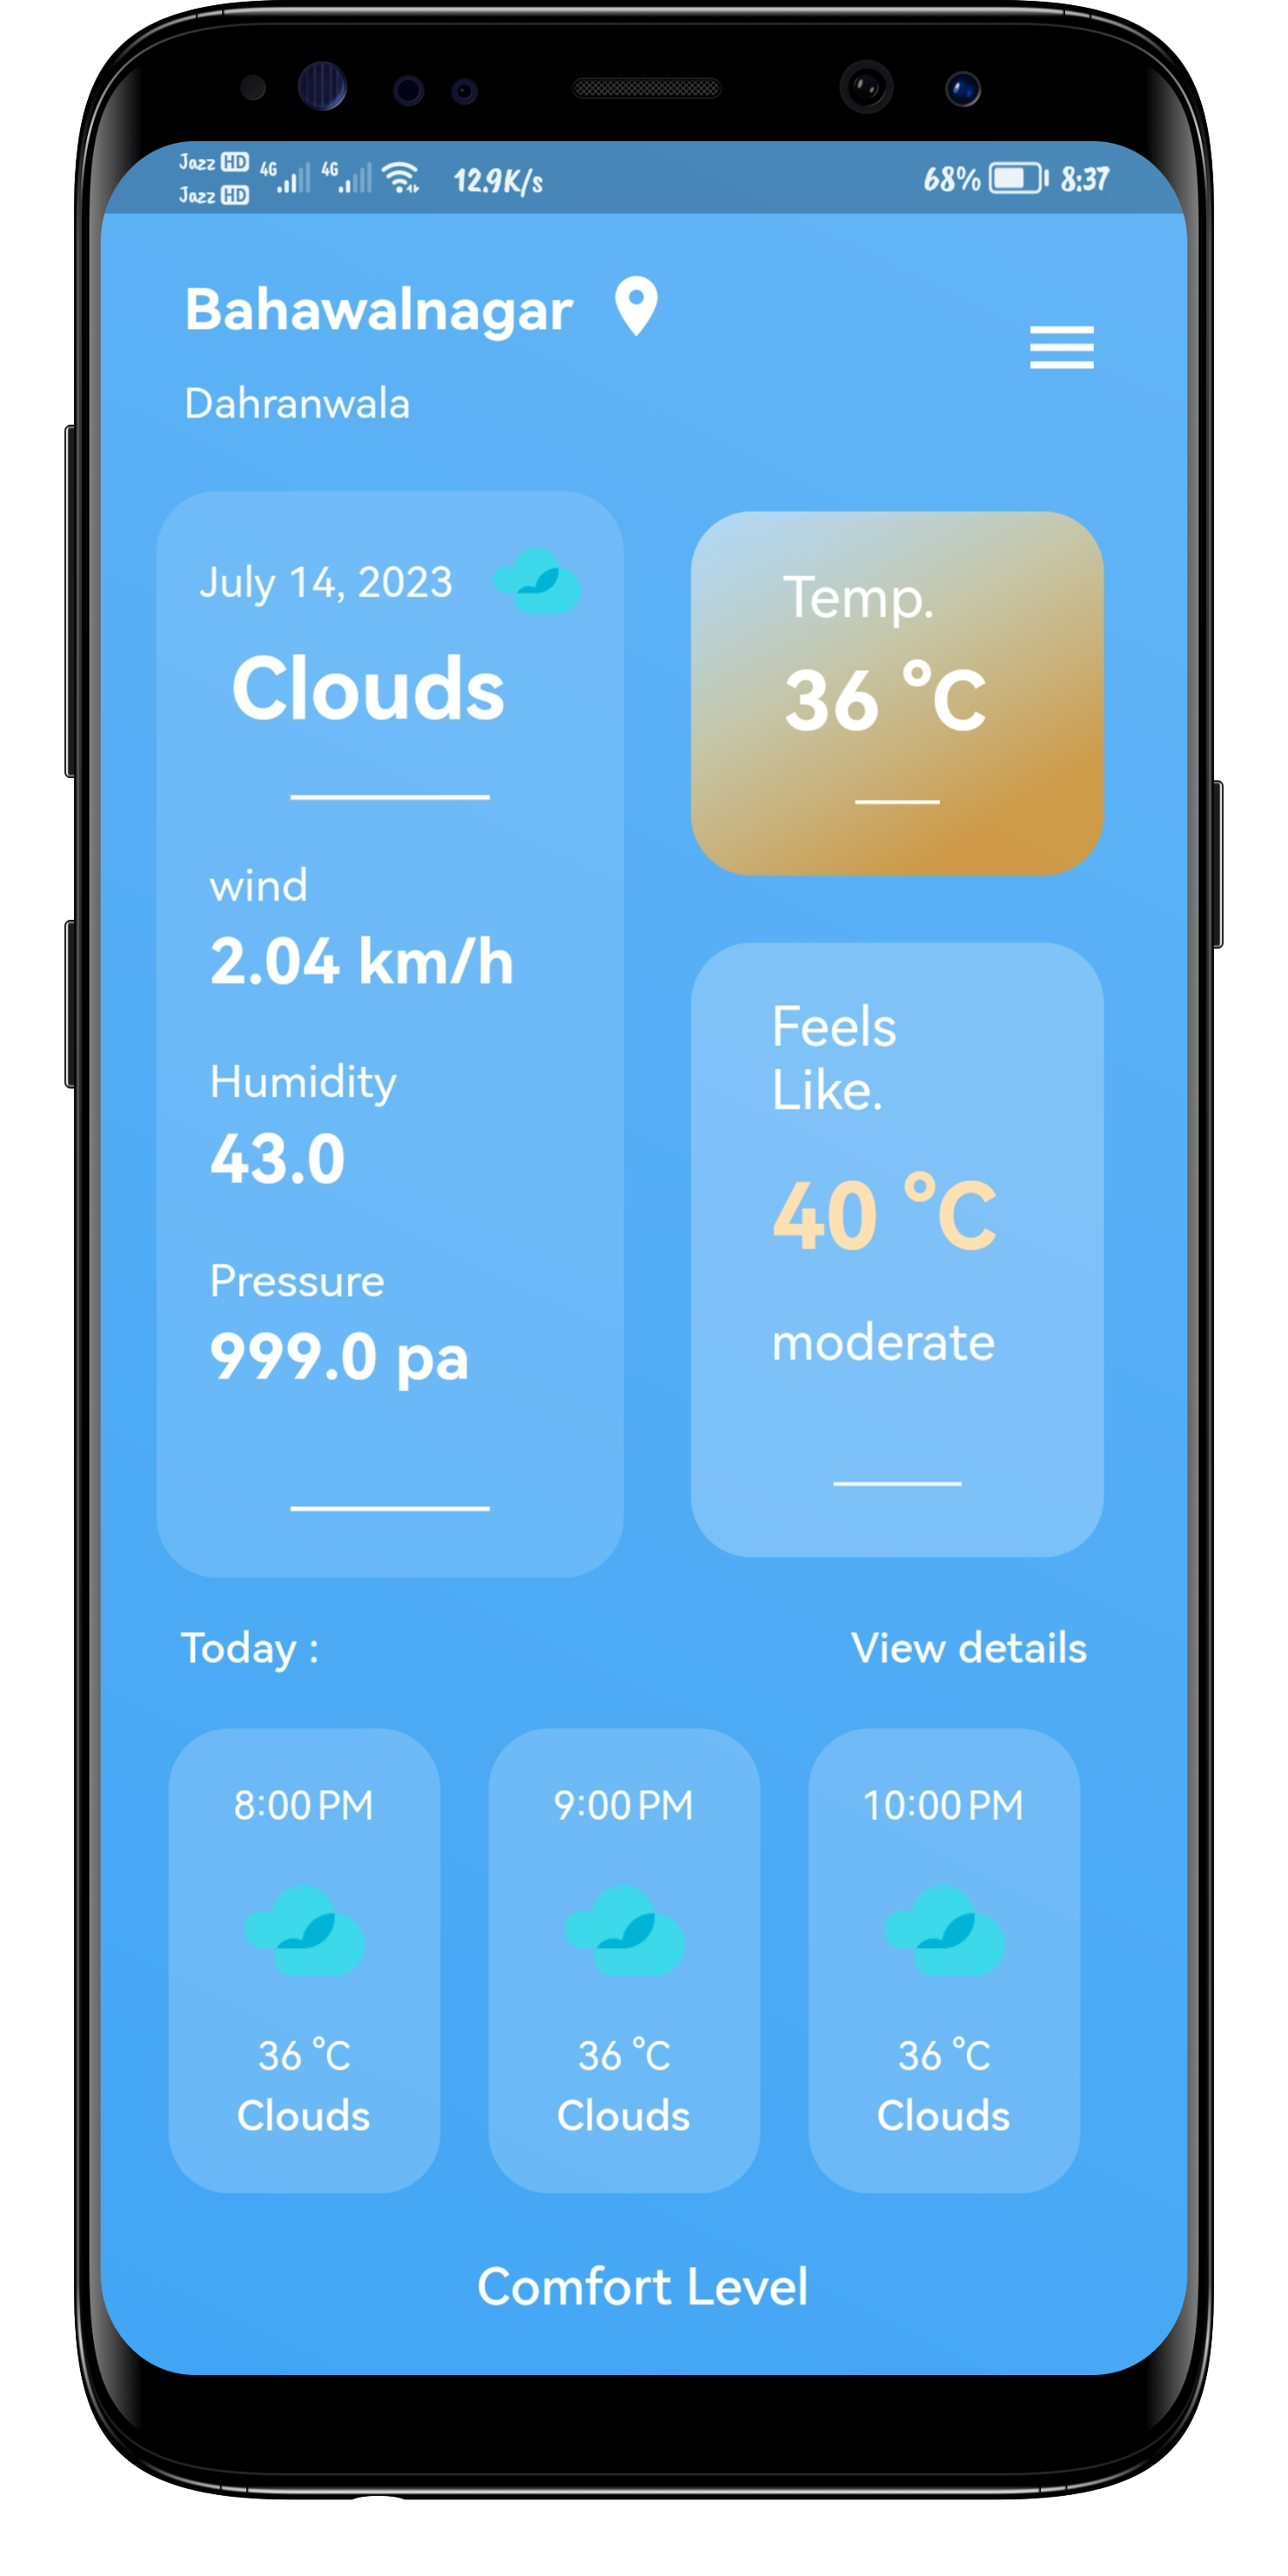 Jazz HD
Jazz HD
4G 4G 12.9K/s 68% 8:37
Bahawalnagar
Dahranwala
July 14, 2023
Clouds
wind
2.04 km/h
Humidity
43.0
Pressure
999.0 pa
Temp.
36 °C
Feels
Like.
40 °C
moderate
Today :
View details
8:00 PM
36 °C
Clouds
9:00 PM
36 °C
Clouds
10:00 PM
36 °C
Clouds
Comfort Level